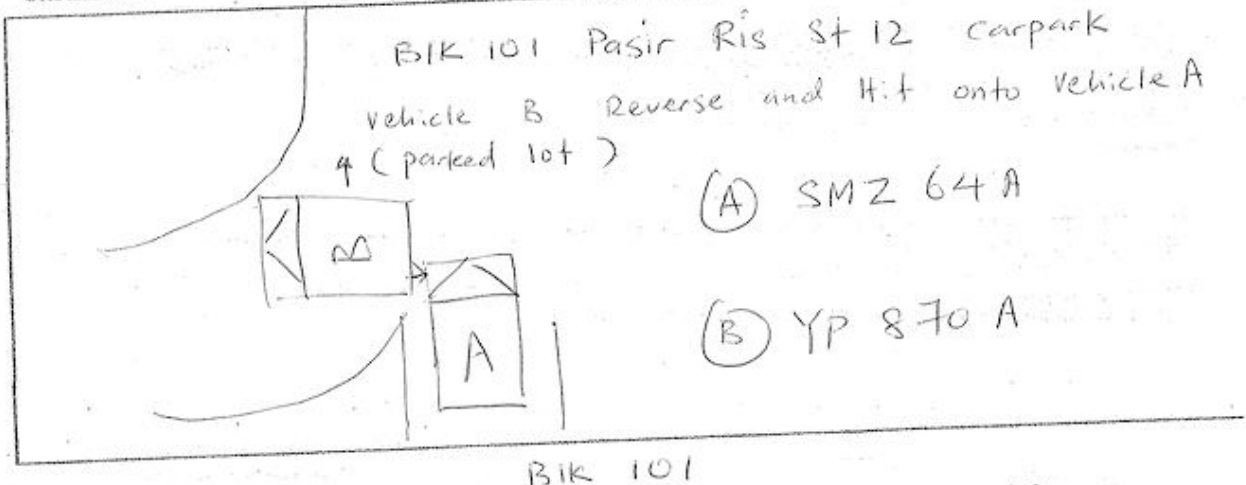 Blk 101 Pasir Ris St 12 Carpark
Vehicle B Reverse and Hit onto Vehicle A
(parked lot)
(A) SMZ 64 A
B
(B) YP 870 A
A
Blk 101